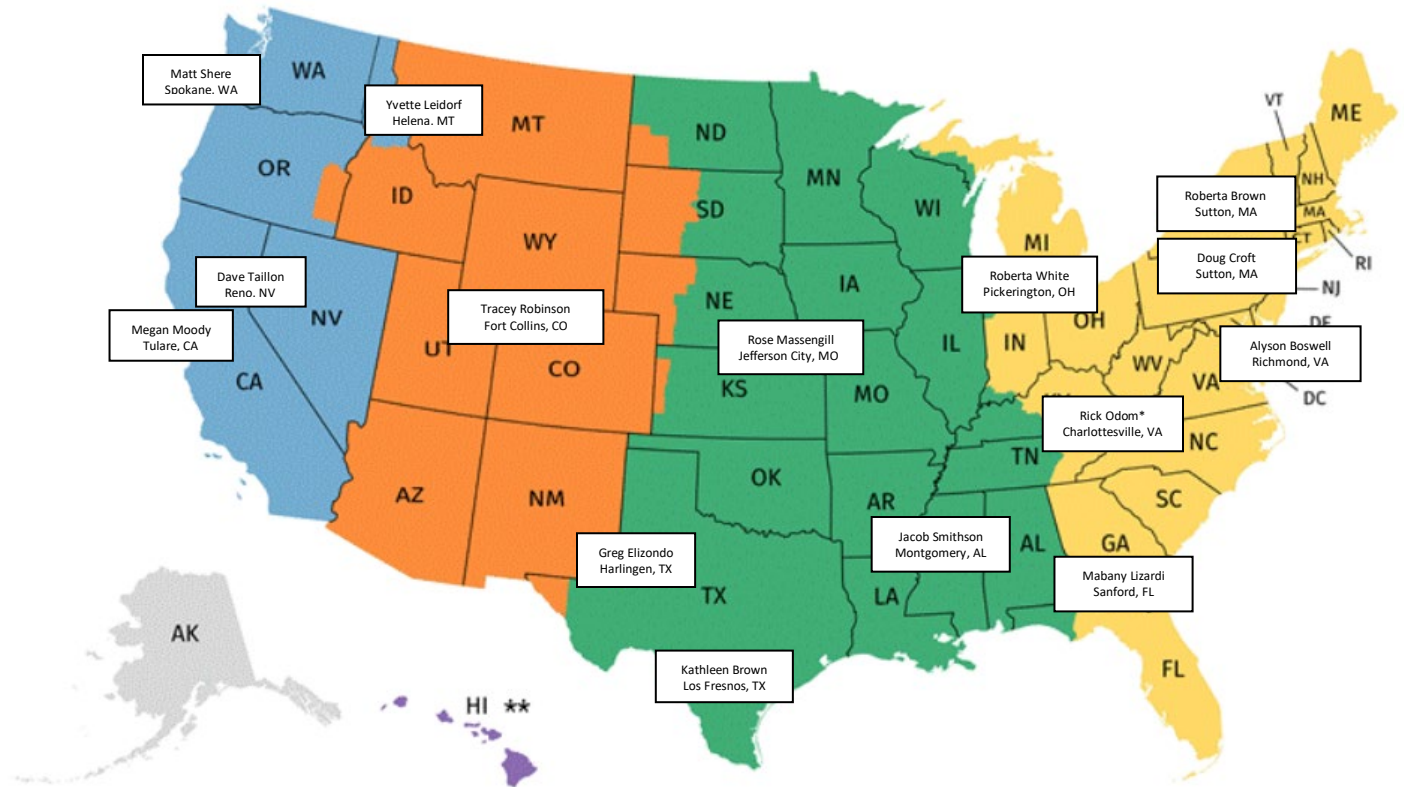 WA
Matt Shere
Spokane, WA
Yvette Leidorf
Helena, MT
MT
ND
MN
VT
ME
OR
ID
SD
WI
MI
NH
Roberta Brown
Sutton, MA
MA
CT
RI
WY
Dave Taillon
Reno, NV
NV
Megan Moody
Tulare, CA
CA
UT
Tracey Robinson
Fort Collins, CO
CO
NE
IA
Rose Massengill
Jefferson City, MO
KS
MO
IL
Roberta White
Pickerington, OH
IN
OH
Doug Croft
Sutton, MA
NJ
DE
Alyson Boswell
Richmond, VA
WV
VA
DC
Rick Odom*
Charlottesville, VA
NC
TN
SC
AZ
NM
OK
AR
Greg Elizondo
Harlingen, TX
TX
LA
Jacob Smithson
Montgomery, AL
AL
GA
Mabany Lizardi
Sanford, FL
FL
Kathleen Brown
Los Fresnos, TX
AK
HI **